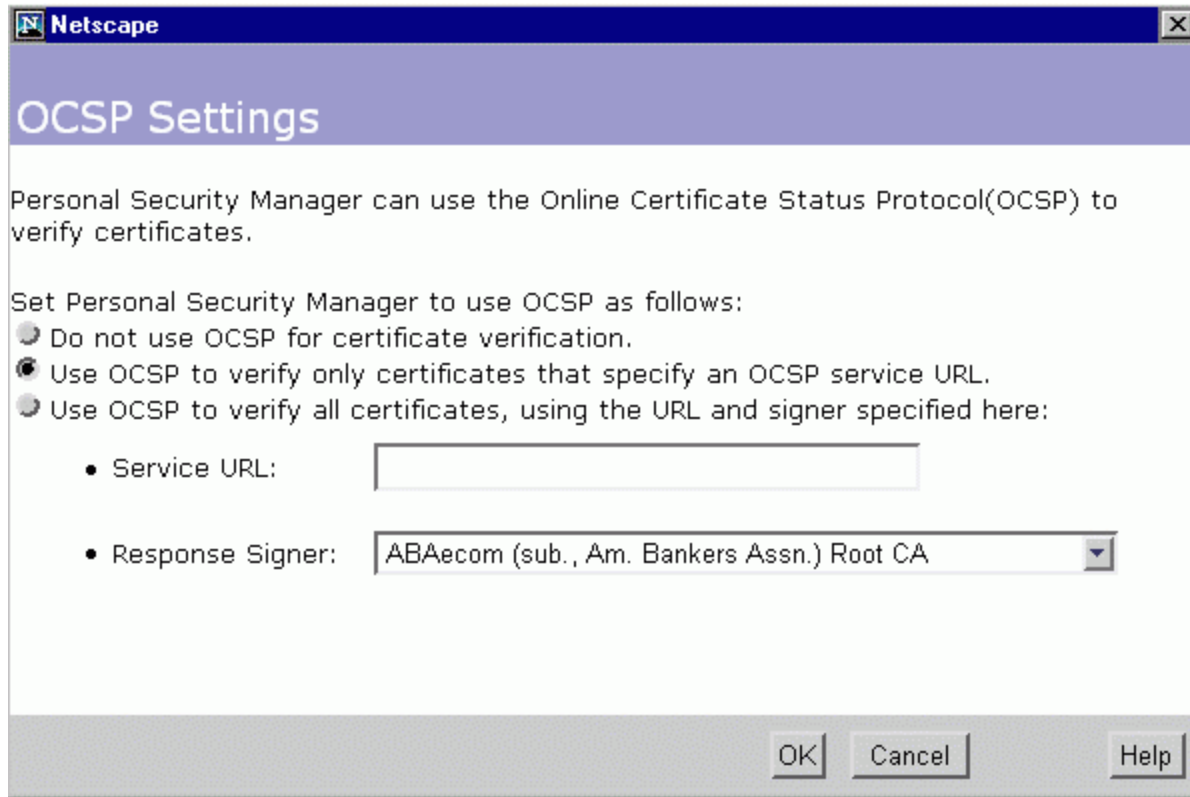 Netscape
OCSP Settings
Personal Security Manager can use the Online Certificate Status Protocol(OCSP) to
verify certificates.
Set Personal Security Manager to use OCSP as follows:
Do not use OCSP for certificate verification.
Use OCSP to verify only certificates that specify an OCSP service URL.
Use OCSP to verify all certificates, using the URL and signer specified here:
• Service URL:
• Response Signer: ABAecom (sub., Am. Bankers Assn.) Root CA
OK Cancel Help